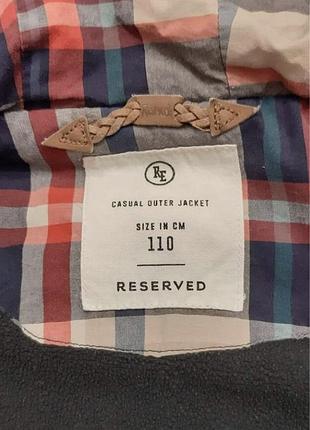 RE
CASUAL OUTER JACKET
SIZE IN CM
110
RESERVED